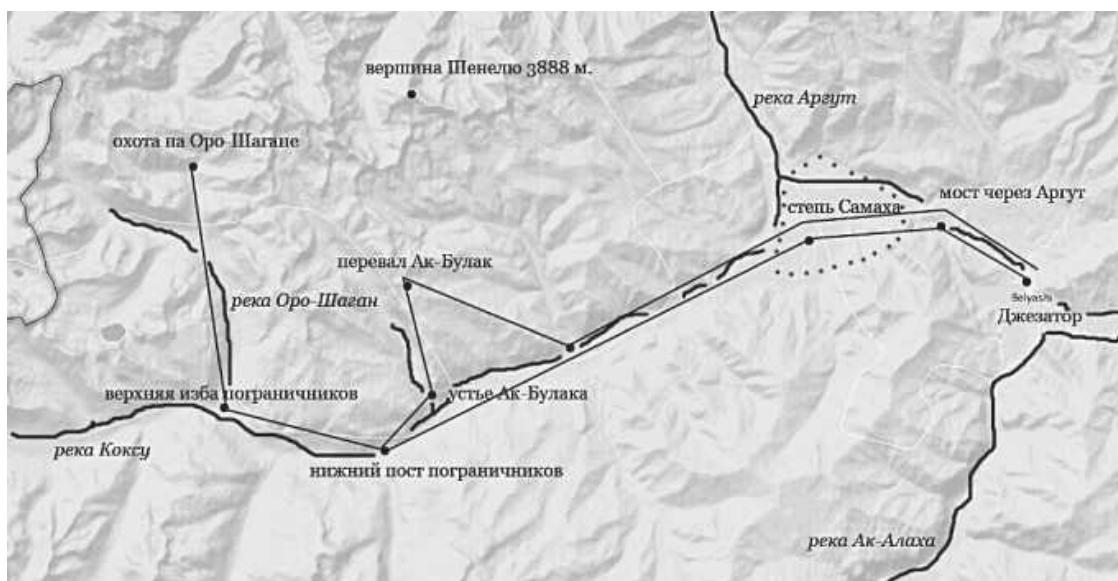 вершина Шенелю 3888 м.
река Аргут
охота на Оро-Шагане
мост через Аргут
степь Самаха
перевал Ак-Булак
река Оро-Шаган
Belyashi
Джезатор
верхняя изба пограничников
устье Ак-Булака
река Коксу
нижний пост пограничников
река Ак-Алаха